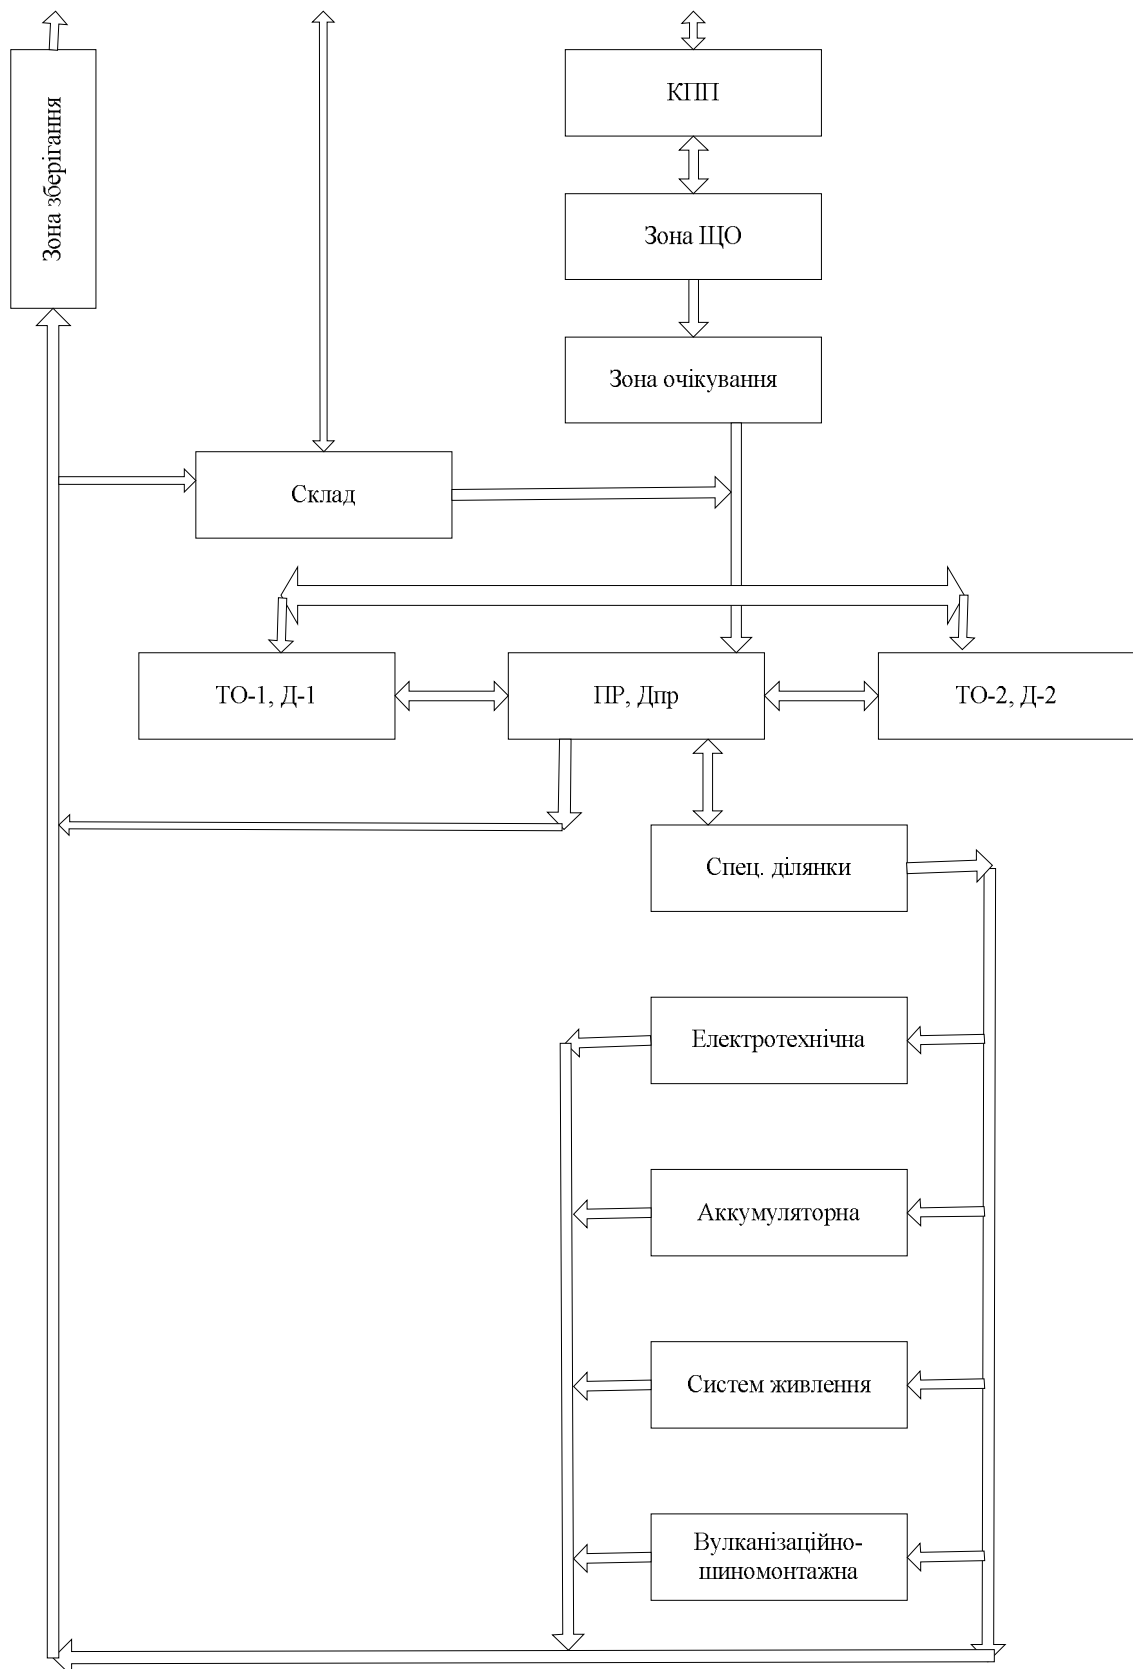 КПП
Зона зберігання
Зона ЩО
Зона очікування
Склад
ТО-1, Д-1
ПР, Дпр
ТО-2, Д-2
Спец. ділянки
Електротехнічна
Аккумуляторна
Систем живлення
Вулканізаційно-
шиномонтажна